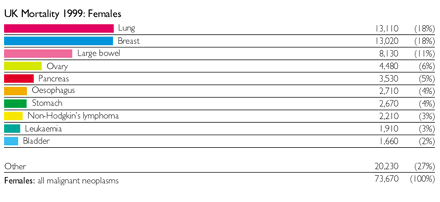 UK Mortality 1999: Females
Lung 13,110 (18%)
Breast 13,020 (18%)
Large bowel 8,130 (11%)
Ovary 4,480 (6%)
Pancreas 3,530 (5%)
Oesophagus 2,710 (4%)
Stomach 2,670 (4%)
Non-Hodgkin's lymphoma 2,210 (3%)
Leukaemia 1,910 (3%)
Bladder 1,660 (2%)
Other 20,230 (27%)
Females: all malignant neoplasms 73,670 (100%)